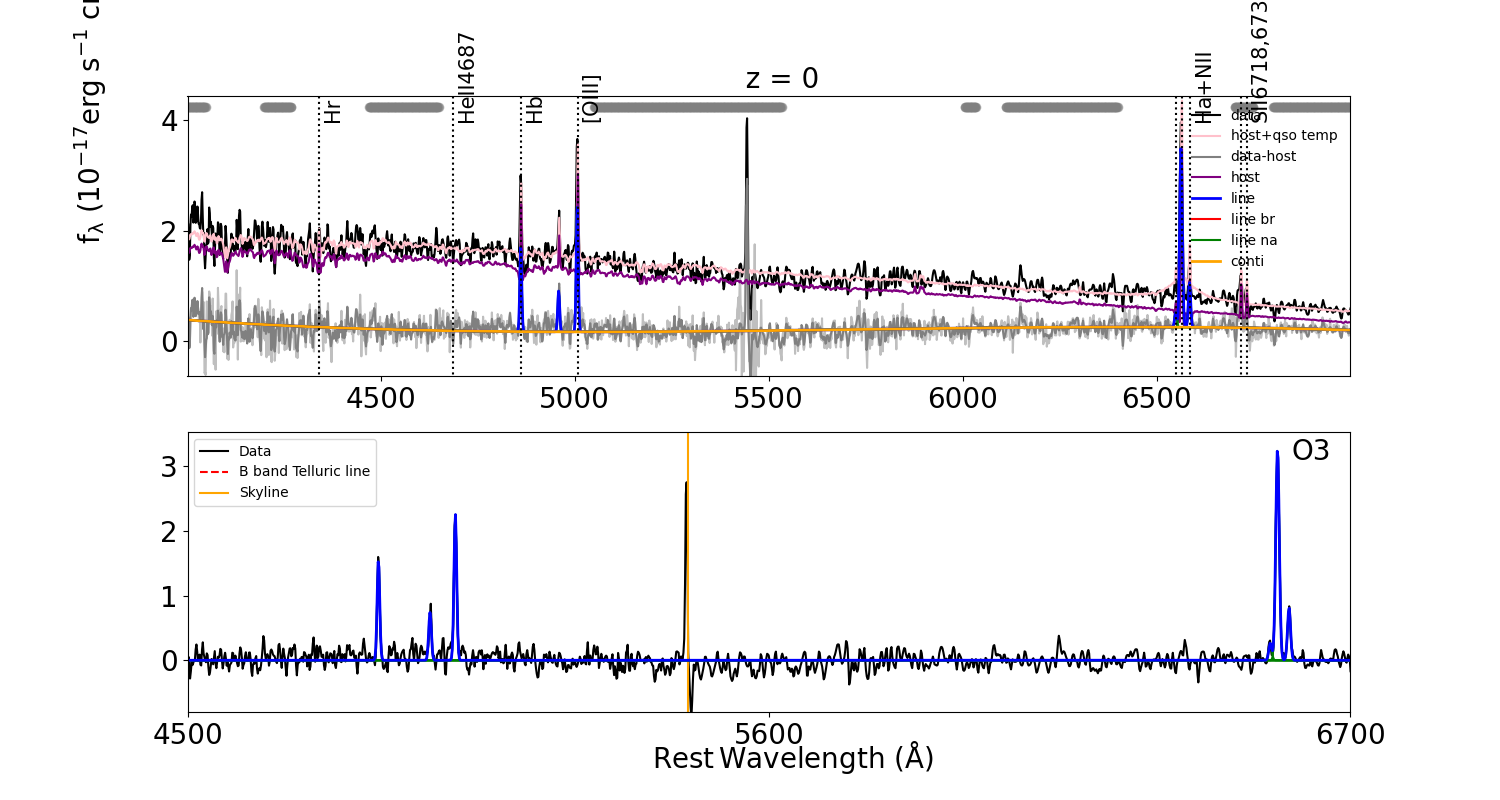 z = 0
f_λ (10^−17 erg s^−1 c
Hr
HeII4687
Hb
[OIII]
Ha+NII
SII6718,673
data
host+qso temp
data-host
host
line
line br
line na
conti
4
2
0
4500 5000 5500 6000 6500
Data
B band Telluric line
Skyline
O3
3
2
1
0
4500 5600 6700
Rest Wavelength (Å)